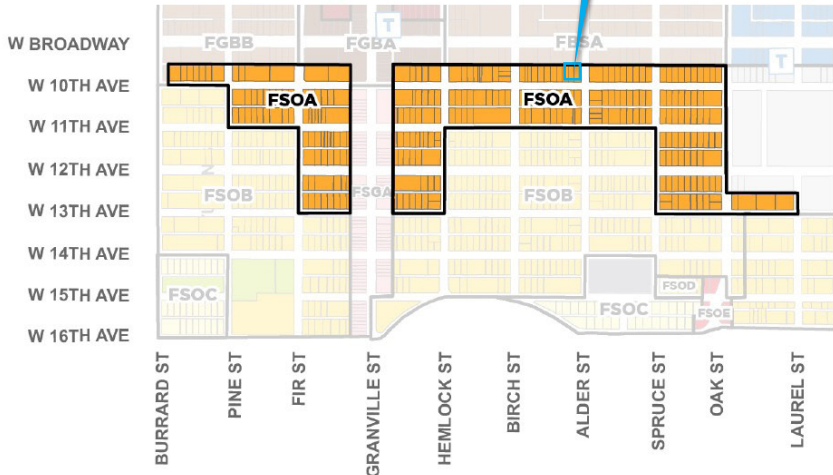 T
W BROADWAY
FGBB
FGBA
FBSA
T
W 10TH AVE
FSOA
FSOA
W 11TH AVE
W 12TH AVE
FSOB
FSGA
FSOB
W 13TH AVE
W 14TH AVE
W 15TH AVE
FSOC
FSOD
FSOC
FSOE
W 16TH AVE
BURRARD ST
PINE ST
FIR ST
GRANVILLE ST
HEMLOCK ST
BIRCH ST
ALDER ST
SPRUCE ST
OAK ST
LAUREL ST